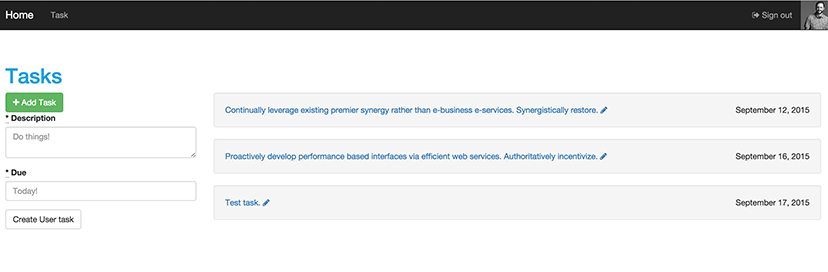 Home Task Sign out
Tasks
+ Add Task
* Description
Do things!
* Due
Today!
Create User task
Continually leverage existing premier synergy rather than e-business e-services. Synergistically restore. September 12, 2015
Proactively develop performance based interfaces via efficient web services. Authoritatively incentivize. September 16, 2015
Test task. September 17, 2015